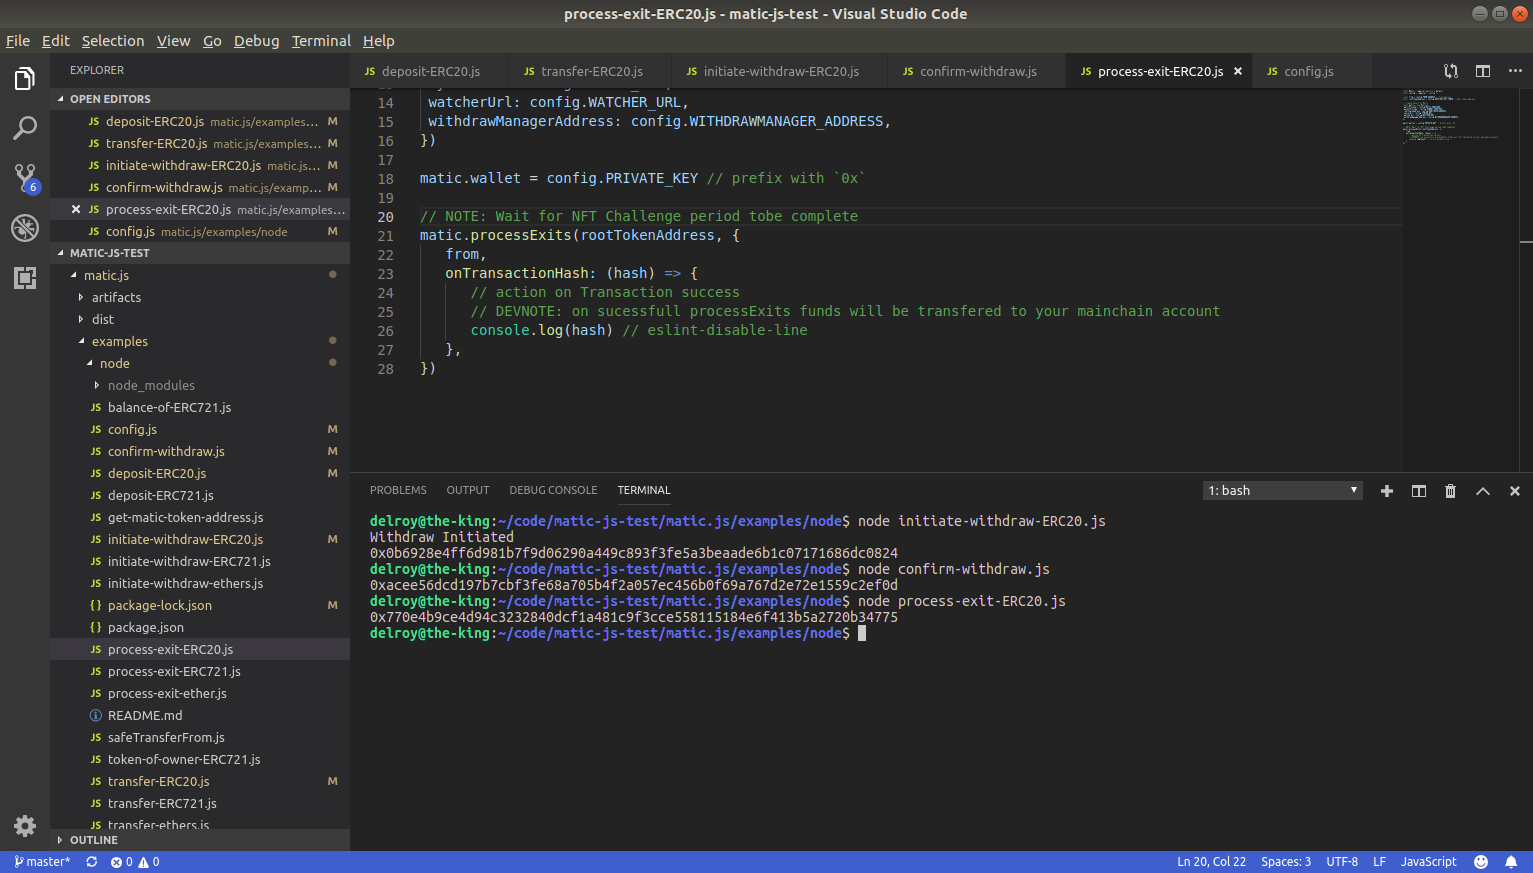 process-exit-ERC20.js - matic-js-test - Visual Studio Code
File Edit Selection View Go Debug Terminal Help
EXPLORER
OPEN EDITORS
JS deposit-ERC20.js matic.js/examples... M
JS transfer-ERC20.js matic.js/examples... M
JS initiate-withdraw-ERC20.js matic.js... M
JS confirm-withdraw.js matic.js/examp... M
JS process-exit-ERC20.js matic.js/examples...
JS config.js matic.js/examples/node M
6
MATIC-JS-TEST
matic.js
artifacts
dist
examples
node
node_modules
JS balance-of-ERC721.js
JS config.js M
JS confirm-withdraw.js M
JS deposit-ERC20.js M
JS deposit-ERC721.js
JS get-matic-token-address.js
JS initiate-withdraw-ERC20.js M
JS initiate-withdraw-ERC721.js
JS initiate-withdraw-ethers.js
{} package-lock.json M
{} package.json
JS process-exit-ERC20.js
JS process-exit-ERC721.js
JS process-exit-ether.js
README.md
JS safeTransferFrom.js
JS token-of-owner-ERC721.js
JS transfer-ERC20.js M
JS transfer-ERC721.js
JS transfer-ethers.js
OUTLINE
JS deposit-ERC20.js JS transfer-ERC20.js JS initiate-withdraw-ERC20.js JS confirm-withdraw.js JS process-exit-ERC20.js JS config.js
14 watcherUrl: config.WATCHER_URL,
15 withdrawManagerAddress: config.WITHDRAWMANAGER_ADDRESS,
16 })
17
18 matic.wallet = config.PRIVATE_KEY // prefix with `0x`
19
20 // NOTE: Wait for NFT Challenge period tobe complete
21 matic.processExits(rootTokenAddress, {
22 from,
23 onTransactionHash: (hash) => {
24 // action on Transaction success
25 // DEVNOTE: on sucessfull processExits funds will be transfered to your mainchain account
26 console.log(hash) // eslint-disable-line
27 },
28 })
PROBLEMS OUTPUT DEBUG CONSOLE TERMINAL 1: bash
delroy@the-king:~/code/matic-js-test/matic.js/examples/node$ node initiate-withdraw-ERC20.js
Withdraw Initiated
0x0b6928e4ff6d981b7f9d06290a449c893f3fe5a3beaade6b1c07171686dc0824
delroy@the-king:~/code/matic-js-test/matic.js/examples/node$ node confirm-withdraw.js
0xacee56dcd197b7cbf3fe68a705b4f2a057ec456b0f69a767d2e72e1559c2ef0d
delroy@the-king:~/code/matic-js-test/matic.js/examples/node$ node process-exit-ERC20.js
0x770e4b9ce4d94c3232840dcf1a481c9f3cce558115184e6f413b5a2720b34775
delroy@the-king:~/code/matic-js-test/matic.js/examples/node$
master* 0 0 Ln 20, Col 22 Spaces: 3 UTF-8 LF JavaScript